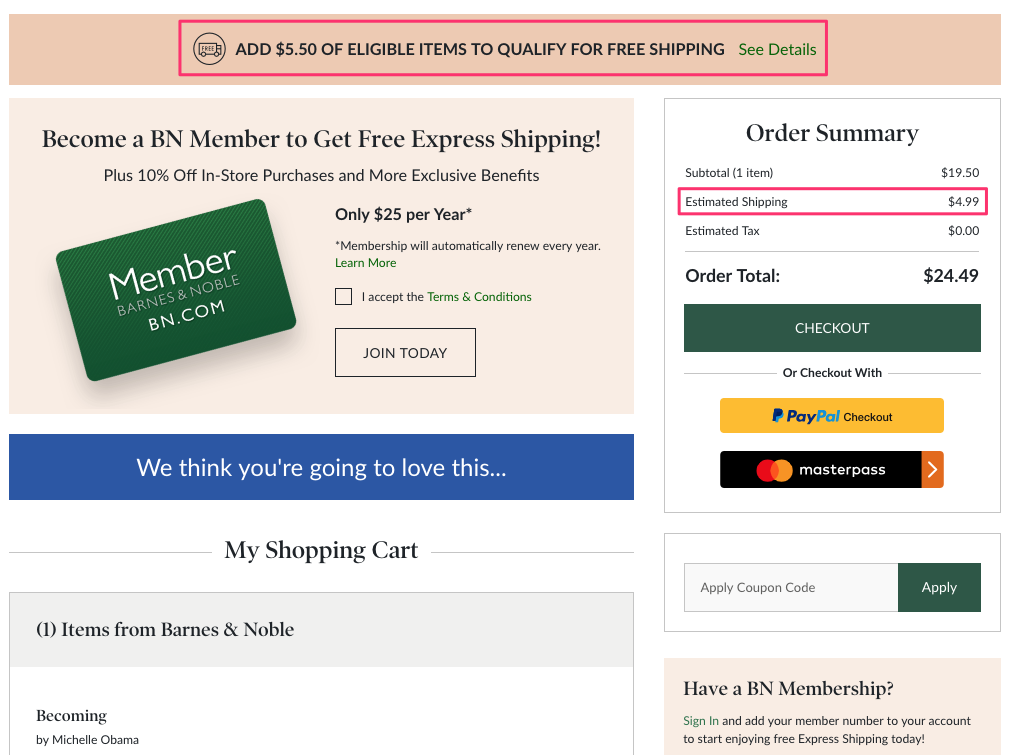 FREE
ADD $5.50 OF ELIGIBLE ITEMS TO QUALIFY FOR FREE SHIPPING See Details
Become a BN Member to Get Free Express Shipping!
Plus 10% Off In-Store Purchases and More Exclusive Benefits
Member
BARNES & NOBLE
BN.COM
Only $25 per Year*
*Membership will automatically renew every year.
Learn More
I accept the Terms & Conditions
JOIN TODAY
We think you're going to love this...
My Shopping Cart
(1) Items from Barnes & Noble
Becoming
by Michelle Obama
Order Summary
Subtotal (1 item) $19.50
Estimated Shipping $4.99
Estimated Tax $0.00
Order Total: $24.49
CHECKOUT
Or Checkout With
PayPal Checkout
masterpass
Apply Coupon Code Apply
Have a BN Membership?
Sign In and add your member number to your account
to start enjoying free Express Shipping today!